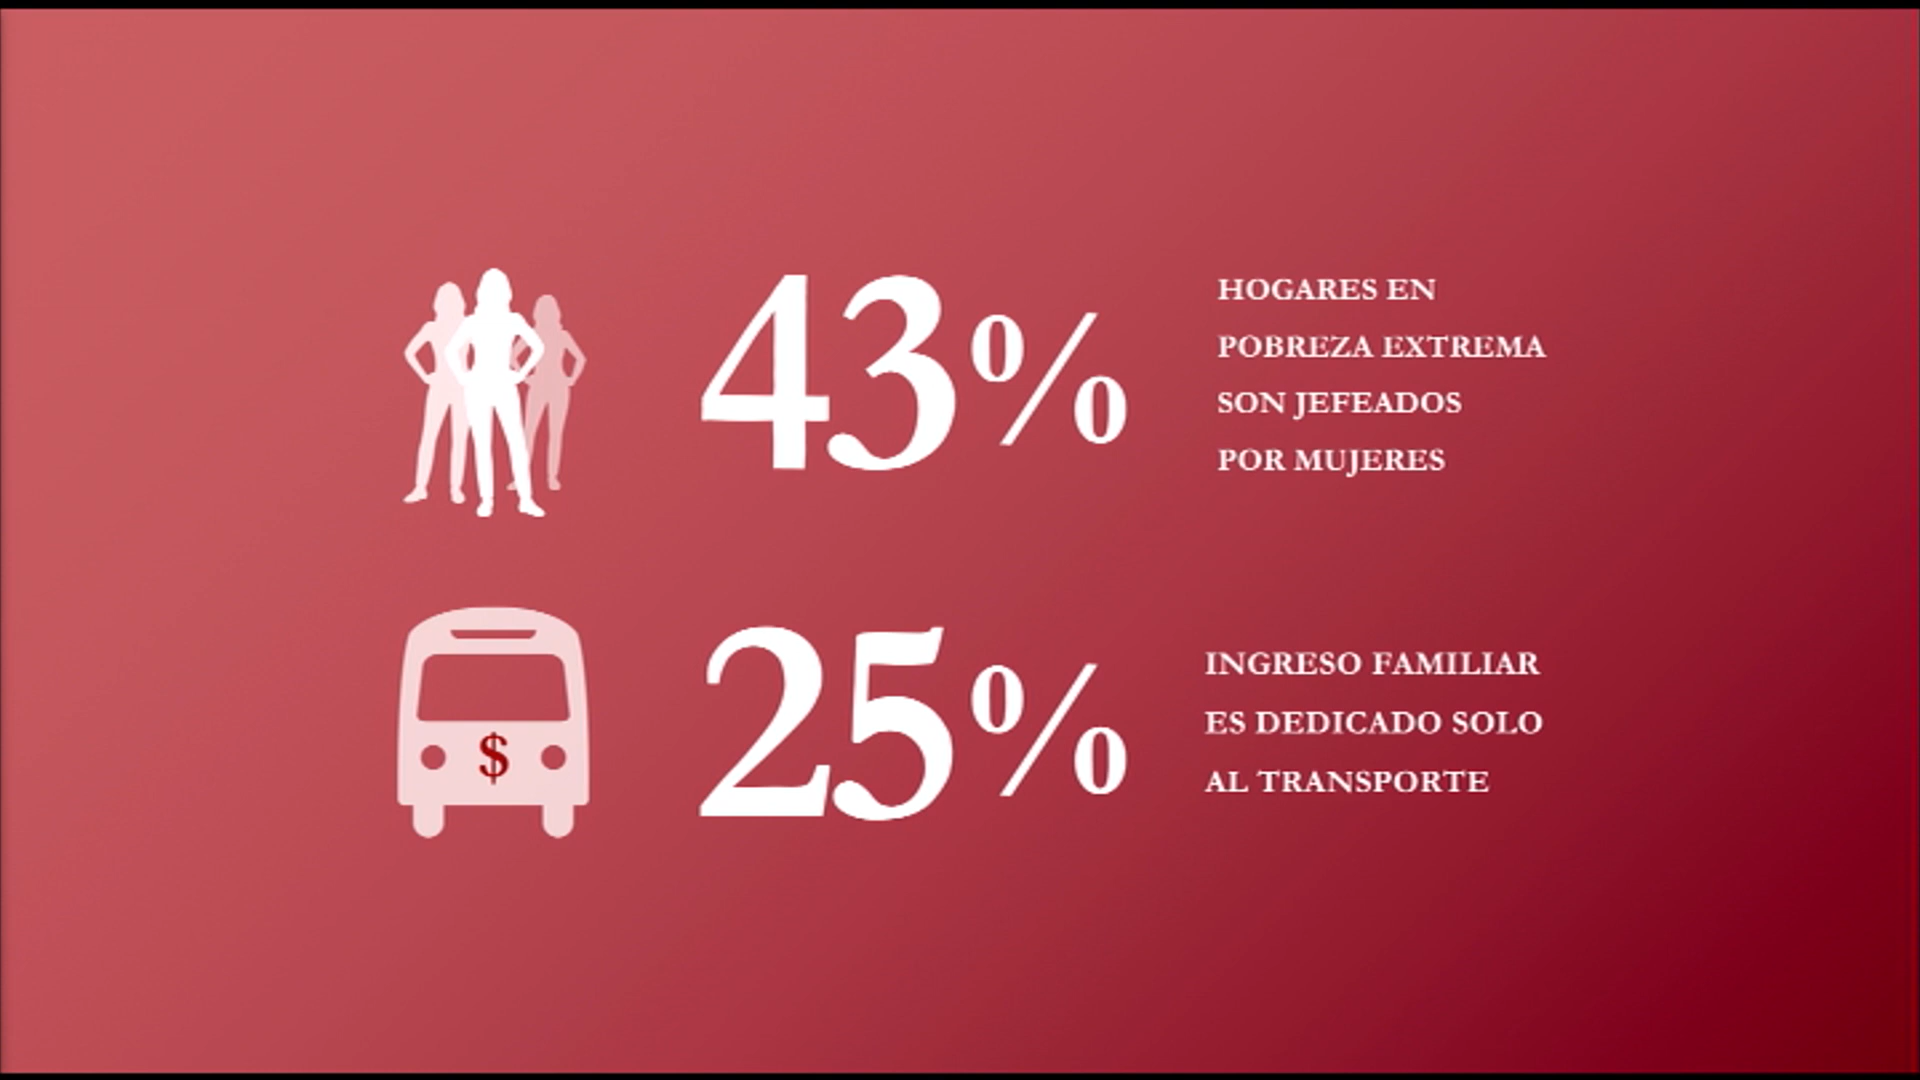 43%
HOGARES EN
POBREZA EXTREMA
SON JEFEADOS
POR MUJERES
$
25%
INGRESO FAMILIAR
ES DEDICADO SOLO
AL TRANSPORTE